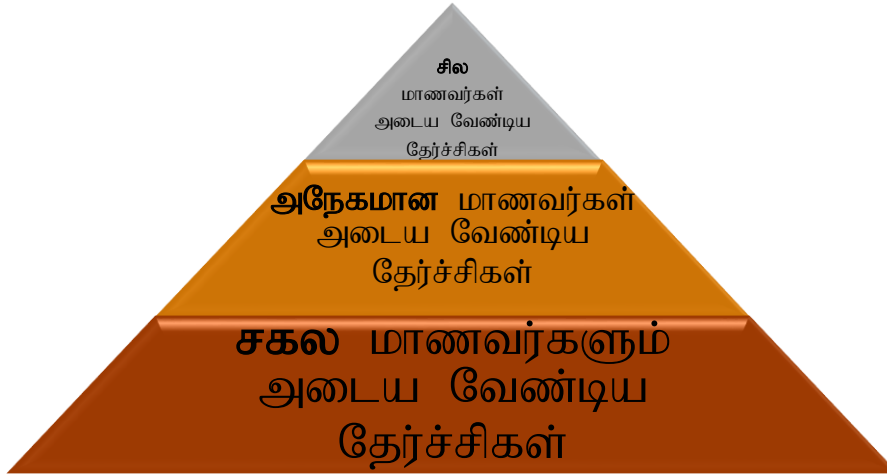 சில
மாணவர்கள்
அடைய வேண்டிய
தேர்ச்சிகள்
அநேகமான மாணவர்கள்
அடைய வேண்டிய
தேர்ச்சிகள்
சகல மாணவர்களும்
அடைய வேண்டிய
தேர்ச்சிகள்